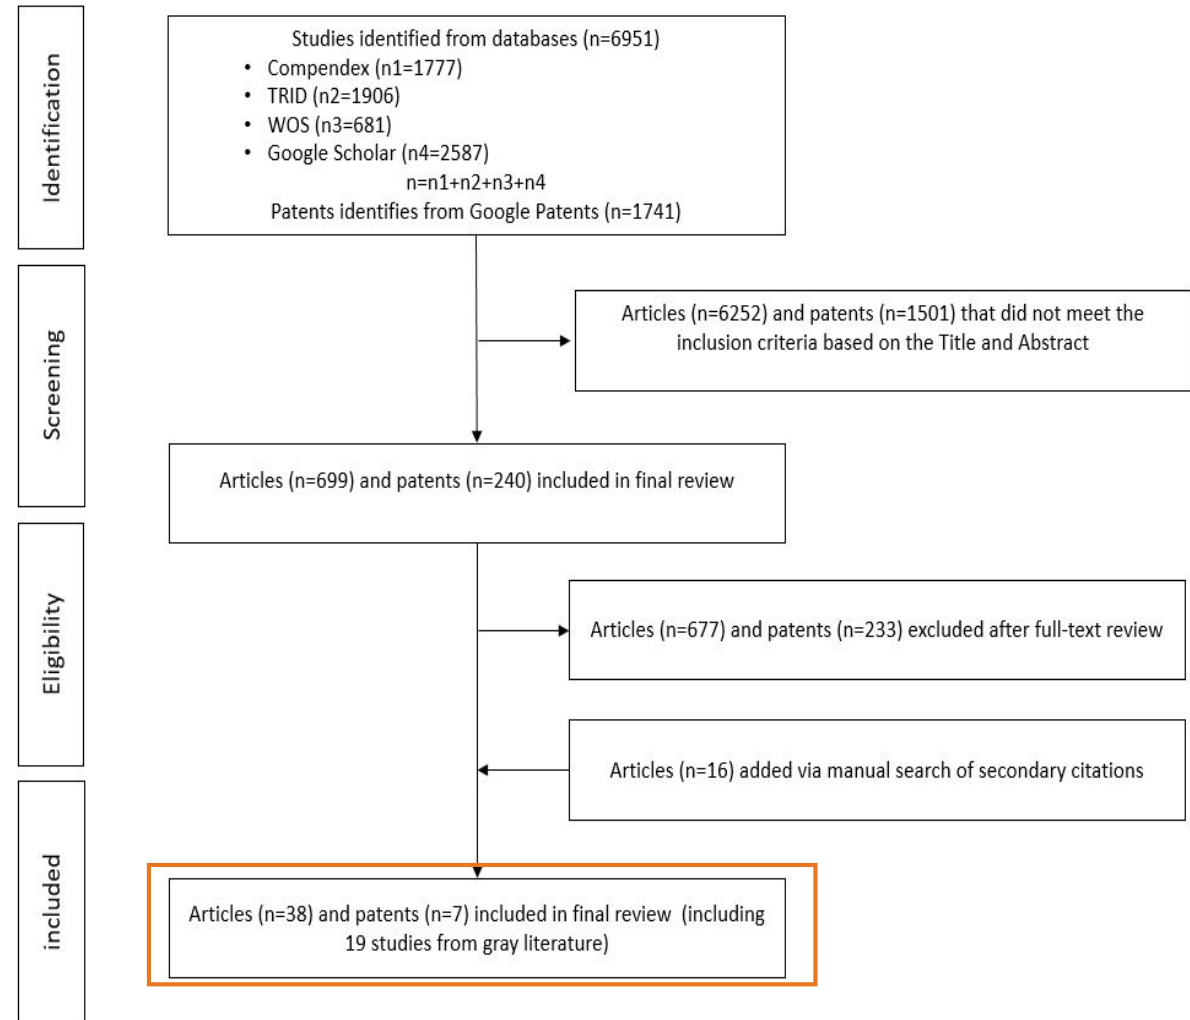 Identification
Studies identified from databases (n=6951)
• Compendex (n1=1777)
• TRID (n2=1906)
• WOS (n3=681)
• Google Scholar (n4=2587)
n=n1+n2+n3+n4
Patents identifies from Google Patents (n=1741)
Screening
Articles (n=6252) and patents (n=1501) that did not meet the
inclusion criteria based on the Title and Abstract
Articles (n=699) and patents (n=240) included in final review
Eligibility
Articles (n=677) and patents (n=233) excluded after full-text review
Articles (n=16) added via manual search of secondary citations
included
Articles (n=38) and patents (n=7) included in final review (including
19 studies from gray literature)